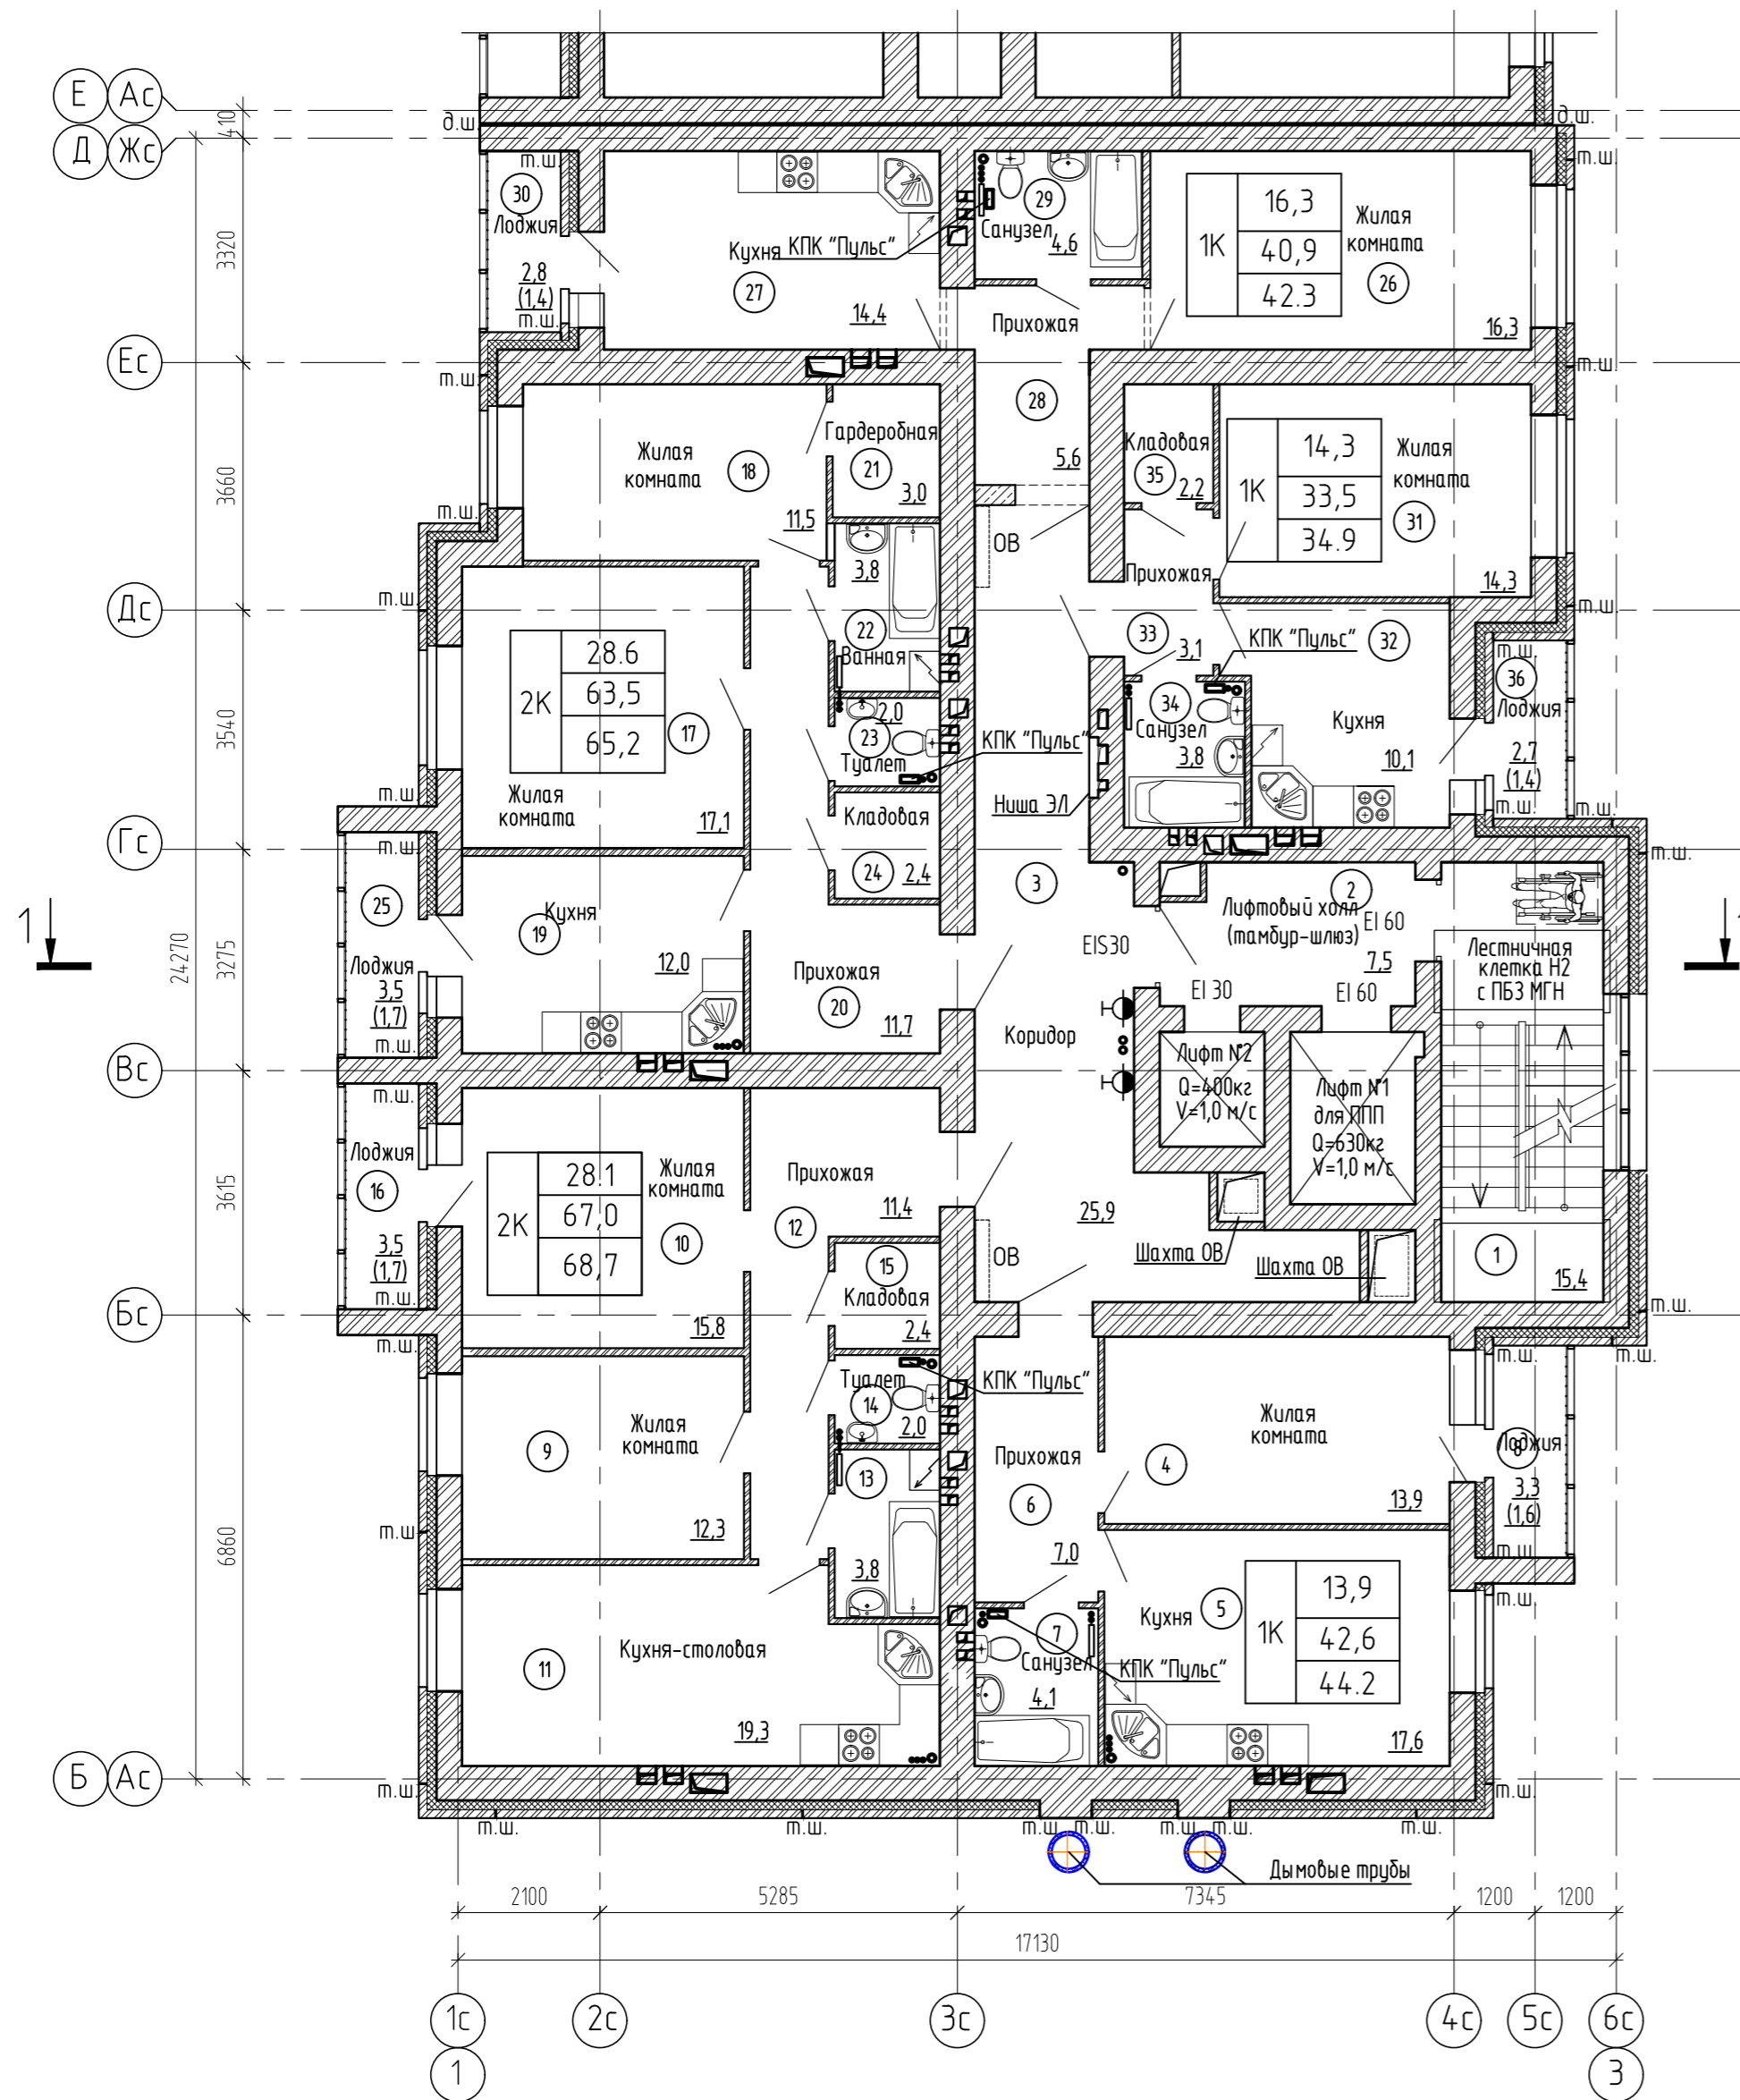 Е Ас
410
д.ш.
д.ш.
Д Жс
т.ш.
т.ш.
30
Лоджия
2,8
(1,4)
т.ш.
3320
Кухня
КПК "Пульс"
27
14,4
29
Санузел
4,6
Прихожая
1К
16,3
40,9
42.3
Жилая
комната
26
16,3
Ес
т.ш.
т.ш.
28
5,6
Жилая
комната
18
11,5
Гардеробная
21
3,0
Кладовая
35
2,2
1К
14,3
33,5
34.9
Жилая
комната
31
14,3
3660
т.ш.
ОВ
3,8
22
Ванная
Прихожая
33
3,1
КПК "Пульс"
32
Дс
т.ш.
т.ш.
т.ш.
36
Лоджия
2,7
(1,4)
т.ш.
т.ш.
2К
28.6
63,5
65,2
17
Жилая
комната
17,1
3540
2,0
23
Туалет
КПК "Пульс"
34
Санузел
3,8
Кухня
10,1
Ниша ЭЛ
т.ш.
Кладовая
24
2,4
Гс
т.ш.
т.ш.
3
2
Лифтовый холл
(тамбур-шлюз)
EI 60
7,5
EIS30
EI 30
EI 60
Лестничная
клетка Н2
с ПБЗ МГН
1
1
25
Лоджия
3,5
(1,7)
т.ш.
Кухня
19
12,0
Прихожая
20
11,7
24270
3275
Коридор
Лифт №2
Q=400кг
V=1,0 м/с
Лифт №1
для ППП
Q=630кг
V=1,0 м/с
Вс
т.ш.
Лоджия
16
3,5
(1,7)
т.ш.
3615
2К
28.1
67,0
68,7
Жилая
комната
10
15,8
Прихожая
12
11,4
25,9
ОВ
Шахта ОВ
Шахта ОВ
1
15,4
15
Кладовая
2,4
Бс
т.ш.
т.ш.
т.ш.
т.ш.
Туалет
14
2,0
КПК "Пульс"
Жилая
комната
9
12,3
13
3,8
Прихожая
6
7,0
Жилая
комната
4
13,9
Лоджия
8
3,3
(1,6)
т.ш
т.ш.
т.ш
6860
Кухня-столовая
11
19,3
7
Санузел
4,1
КПК "Пульс"
Кухня
5
1К
13,9
42,6
44.2
17,6
Б Ас
т.ш.
т.ш.
т.ш.
т.ш.
т.ш.
т.ш.
т.ш.
т.ш.
т.ш.
Дымовые трубы
2100
5285
7345
1200
1200
17130
1с
2с
3с
4с
5с
6с
1
3